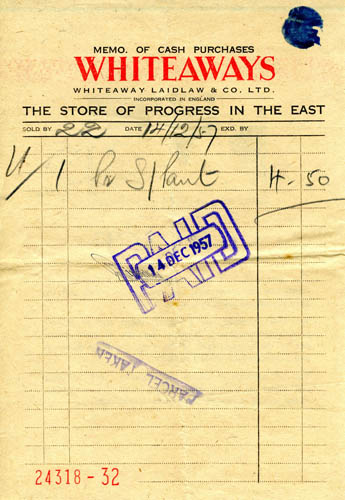 MEMO. OF CASH PURCHASES
WHITEAWAYS
WHITEAWAY LAIDLAW & CO. LTD.
INCORPORATED IN ENGLAND
THE STORE OF PROGRESS IN THE EAST
SOLD BY 22 DATE 14/12/57 EXD. BY
1 Pr S/Pant 4.50
PAID
14 DEC 1957
PARCEL TAKEN
24318-32